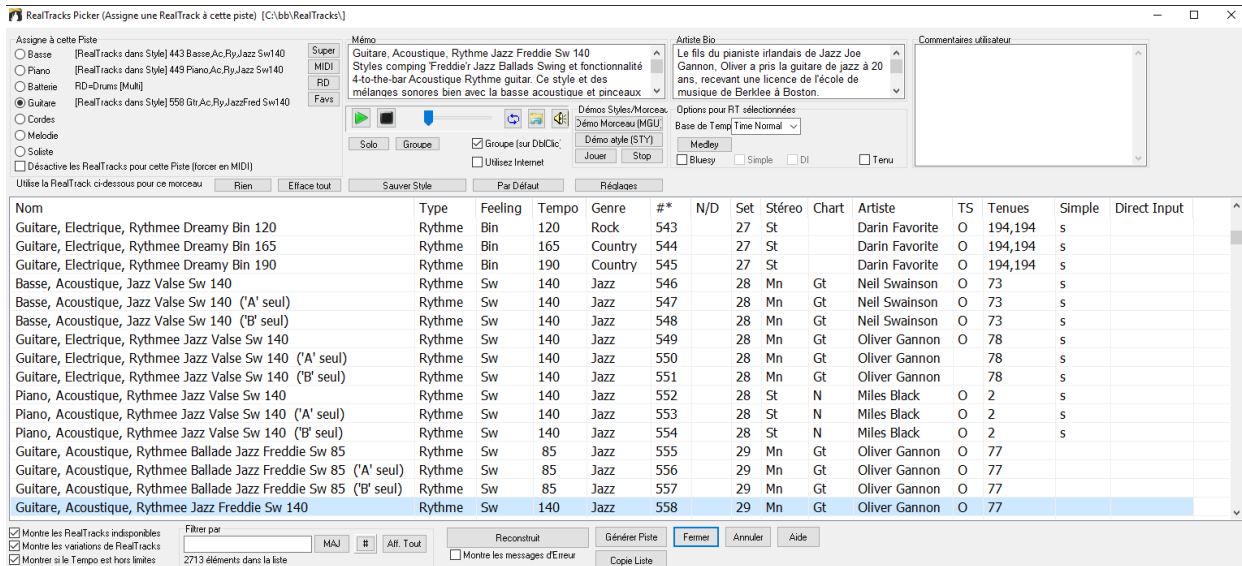 RealTracks Picker (Assigne une RealTrack à cette piste) [C:\bb\RealTracks\]
Assigne à cette Piste
Basse [RealTracks dans Style] 443 Basse,Ac,Ry,Jazz Sw140
Piano [RealTracks dans Style] 449 Piano,Ac,Ry,Jazz Sw140
Batterie RD=Drums [Multi]
Guitare [RealTracks dans Style] 558 Gtr,Ac,Ry,JazzFred Sw140
Cordes
Melodie
Soliste
Désactive les RealTracks pour cette Piste (forcer en MIDI)
Super
MIDI
RD
Favs
Utilise la RealTrack ci-dessous pour ce morceau Rien Efface tout
Mémo
Guitare, Acoustique, Rythme Jazz Freddie Sw 140
Styles comping 'Freddie'r Jazz Ballads Swing et fonctionnalité
4-to-the-bar Acoustique Rythme guitar. Ce style et des
mélanges sonores bien avec la basse acoustique et pinceaux
Solo Groupe
Groupe (sur DblClic)
Utilisez Internet
Sauver Style Par Défaut Réglages
Démos Styles/Morceau
Démo Morceau (MGU)
Démo atyle (STY)
Jouer Stop
Artiste Bio
Le fils du pianiste irlandais de Jazz Joe
Gannon, Oliver a pris la guitare de jazz à 20
ans, recevant une licence de l'école de
musique de Berklee à Boston.
Options pour RT sélectionnées
Base de Temp Time Normal
Medley
Bluesy Simple DI Tenu
Commentaires utilisateur
Nom Type Feeling Tempo Genre #* N/D Set Stéreo Chart Artiste TS Tenues Simple Direct Input
Guitare, Electrique, Rythmee Dreamy Bin 120 Rythme Bin 120 Rock 543 27 St Darin Favorite O 194,194 s
Guitare, Electrique, Rythmee Dreamy Bin 165 Rythme Bin 165 Country 544 27 St Darin Favorite O 194,194 s
Guitare, Electrique, Rythmee Dreamy Bin 190 Rythme Bin 190 Country 545 27 St Darin Favorite O 194,194 s
Basse, Acoustique, Jazz Valse Sw 140 Rythme Sw 140 Jazz 546 28 Mn Gt Neil Swainson O 73 s
Basse, Acoustique, Jazz Valse Sw 140 ('A' seul) Rythme Sw 140 Jazz 547 28 Mn Gt Neil Swainson O 73 s
Basse, Acoustique, Jazz Valse Sw 140 ('B' seul) Rythme Sw 140 Jazz 548 28 Mn Gt Neil Swainson O 73 s
Guitare, Electrique, Rythmee Jazz Valse Sw 140 Rythme Sw 140 Jazz 549 28 Mn Gt Oliver Gannon O 78 s
Guitare, Electrique, Rythmee Jazz Valse Sw 140 ('A' seul) Rythme Sw 140 Jazz 550 28 Mn Gt Oliver Gannon 78 s
Guitare, Electrique, Rythmee Jazz Valse Sw 140 ('B' seul) Rythme Sw 140 Jazz 551 28 Mn Gt Oliver Gannon 78 s
Piano, Acoustique, Rythmee Jazz Valse Sw 140 Rythme Sw 140 Jazz 552 28 St N Miles Black O 2 s
Piano, Acoustique, Rythmee Jazz Valse Sw 140 ('A' seul) Rythme Sw 140 Jazz 553 28 St N Miles Black O 2 s
Piano, Acoustique, Rythmee Jazz Valse Sw 140 ('B' seul) Rythme Sw 140 Jazz 554 28 St N Miles Black O 2 s
Guitare, Acoustique, Rythmee Ballade Jazz Freddie Sw 85 Rythme Sw 85 Jazz 555 29 Mn Gt Oliver Gannon O 77
Guitare, Acoustique, Rythmee Ballade Jazz Freddie Sw 85 ('A' seul) Rythme Sw 85 Jazz 556 29 Mn Gt Oliver Gannon O 77
Guitare, Acoustique, Rythmee Ballade Jazz Freddie Sw 85 ('B' seul) Rythme Sw 85 Jazz 557 29 Mn Gt Oliver Gannon O 77
Guitare, Acoustique, Rythmee Jazz Freddie Sw 140 Rythme Sw 140 Jazz 558 29 Mn Gt Oliver Gannon O 77
Montre les RealTracks indisponibles
Montre les variations de RealTracks
Montrer si le Tempo est hors limites
Filtrer par
MAJ # Aff. Tout
2713 éléments dans la liste
Reconstruit
Montre les messages d'Erreur
Générer Piste Fermer Annuler Aide
Copie Liste